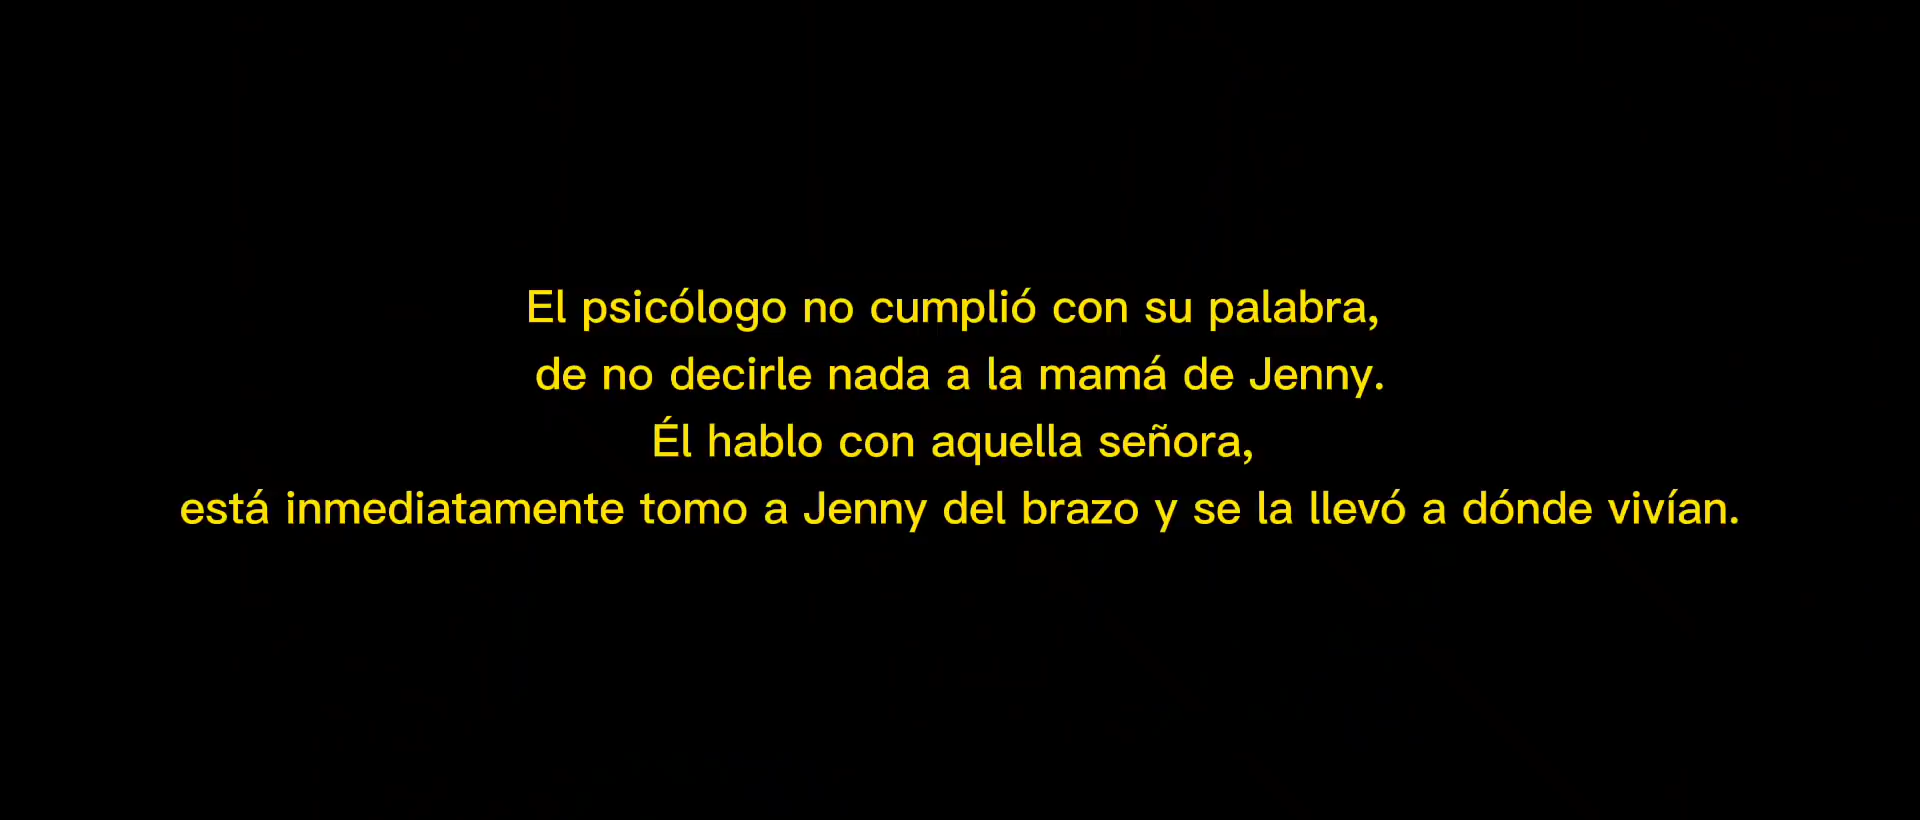 El psicólogo no cumplió con su palabra,
de no decirle nada a la mamá de Jenny.
Él hablo con aquella señora,
está inmediatamente tomo a Jenny del brazo y se la llevó a dónde vivían.